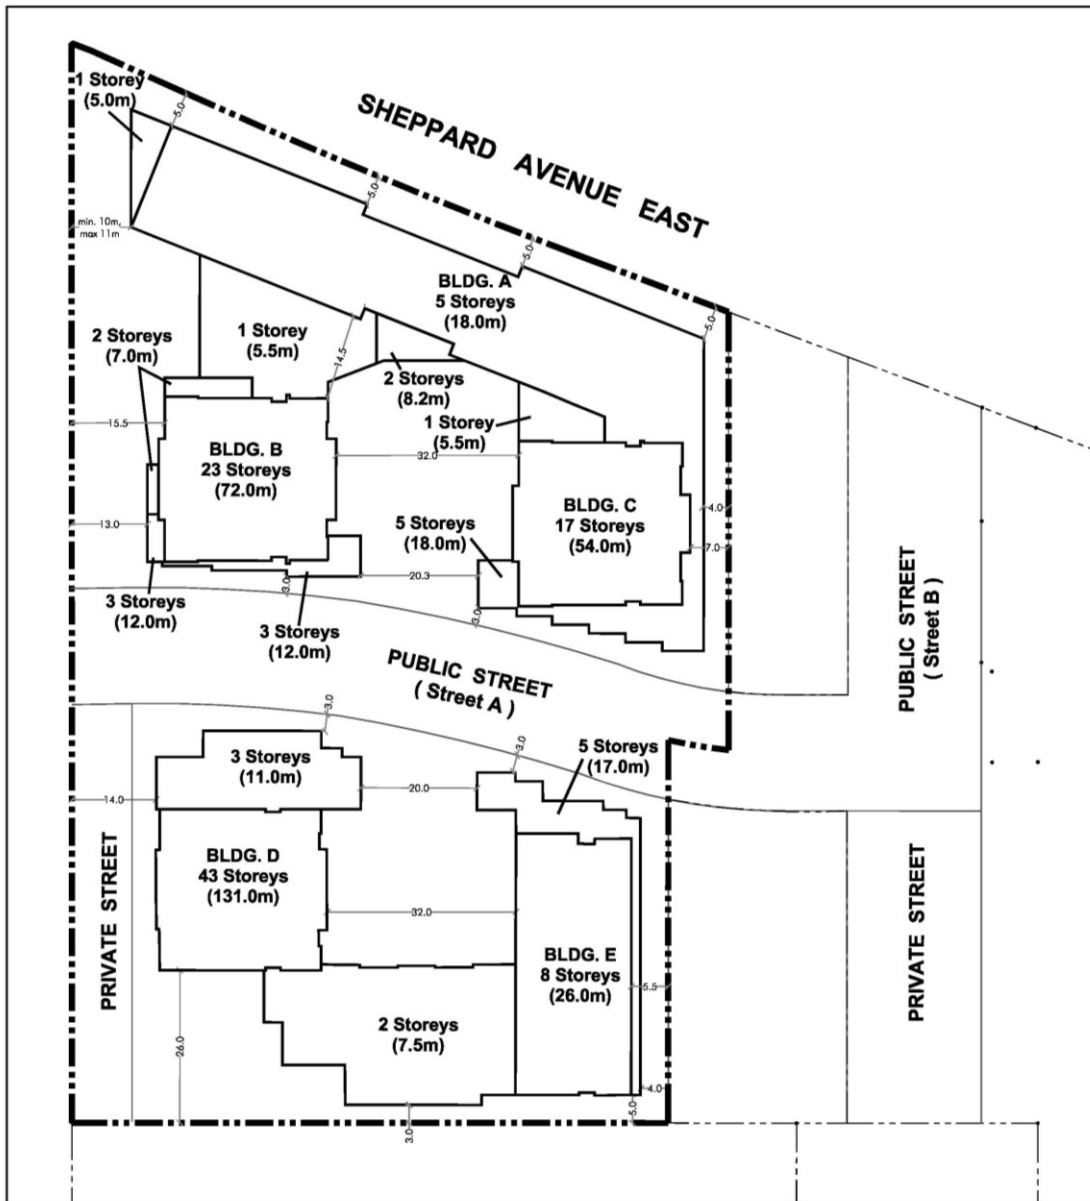 1 Storey
(5.0m)
5.0
SHEPPARD AVENUE EAST
5.0
min. 10m,
max 11m
5.0
BLDG. A
5 Storeys
(18.0m)
5.0
2 Storeys
(7.0m)
1 Storey
(5.5m)
14.5
2 Storeys
(8.2m)
1 Storey
(5.5m)
15.5
BLDG. B
23 Storeys
(72.0m)
32.0
13.0
5 Storeys
(18.0m)
BLDG. C
17 Storeys
(54.0m)
4.0
7.0
3 Storeys
(12.0m)
3.0
3 Storeys
(12.0m)
20.3
3.0
PUBLIC STREET
( Street A )
PUBLIC STREET
( Street B )
3.0
3 Storeys
(11.0m)
3.0
5 Storeys
(17.0m)
14.0
20.0
PRIVATE STREET
BLDG. D
43 Storeys
(131.0m)
32.0
BLDG. E
8 Storeys
(26.0m)
5.5
PRIVATE STREET
26.0
2 Storeys
(7.5m)
4.0
5.0
3.0